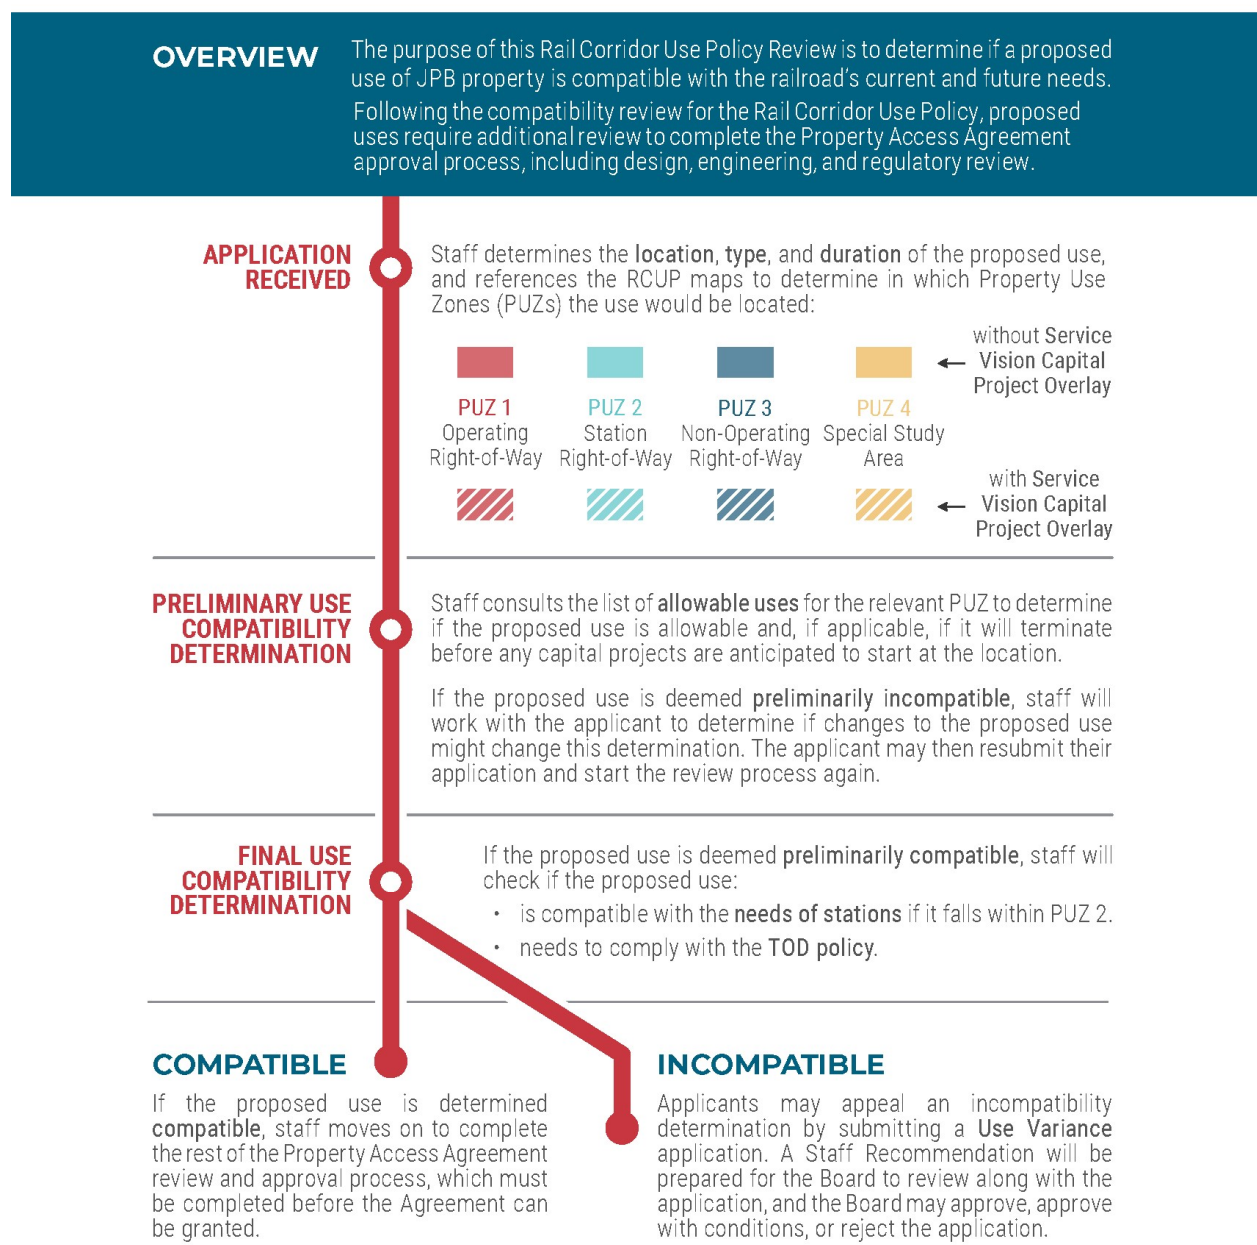 OVERVIEW
The purpose of this Rail Corridor Use Policy Review is to determine if a proposed
use of JPB property is compatible with the railroad's current and future needs.
Following the compatibility review for the Rail Corridor Use Policy, proposed
uses require additional review to complete the Property Access Agreement
approval process, including design, engineering, and regulatory review.
APPLICATION
RECEIVED
Staff determines the location, type, and duration of the proposed use,
and references the RCUP maps to determine in which Property Use
Zones (PUZs) the use would be located:
without Service
Vision Capital
Project Overlay
PUZ 1
Operating
Right-of-Way
PUZ 2
Station
Right-of-Way
PUZ 3
Non-Operating
Right-of-Way
PUZ 4
Special Study
Area
with Service
Vision Capital
Project Overlay
PRELIMINARY USE
COMPATIBILITY
DETERMINATION
Staff consults the list of allowable uses for the relevant PUZ to determine
if the proposed use is allowable and, if applicable, if it will terminate
before any capital projects are anticipated to start at the location.
If the proposed use is deemed preliminarily incompatible, staff will
work with the applicant to determine if changes to the proposed use
might change this determination. The applicant may then resubmit their
application and start the review process again.
FINAL USE
COMPATIBILITY
DETERMINATION
If the proposed use is deemed preliminarily compatible, staff will
check if the proposed use:
• is compatible with the needs of stations if it falls within PUZ 2.
• needs to comply with the TOD policy.
COMPATIBLE
If the proposed use is determined
compatible, staff moves on to complete
the rest of the Property Access Agreement
review and approval process, which must
be completed before the Agreement can
be granted.
INCOMPATIBLE
Applicants may appeal an incompatibility
determination by submitting a Use Variance
application. A Staff Recommendation will be
prepared for the Board to review along with the
application, and the Board may approve, approve
with conditions, or reject the application.